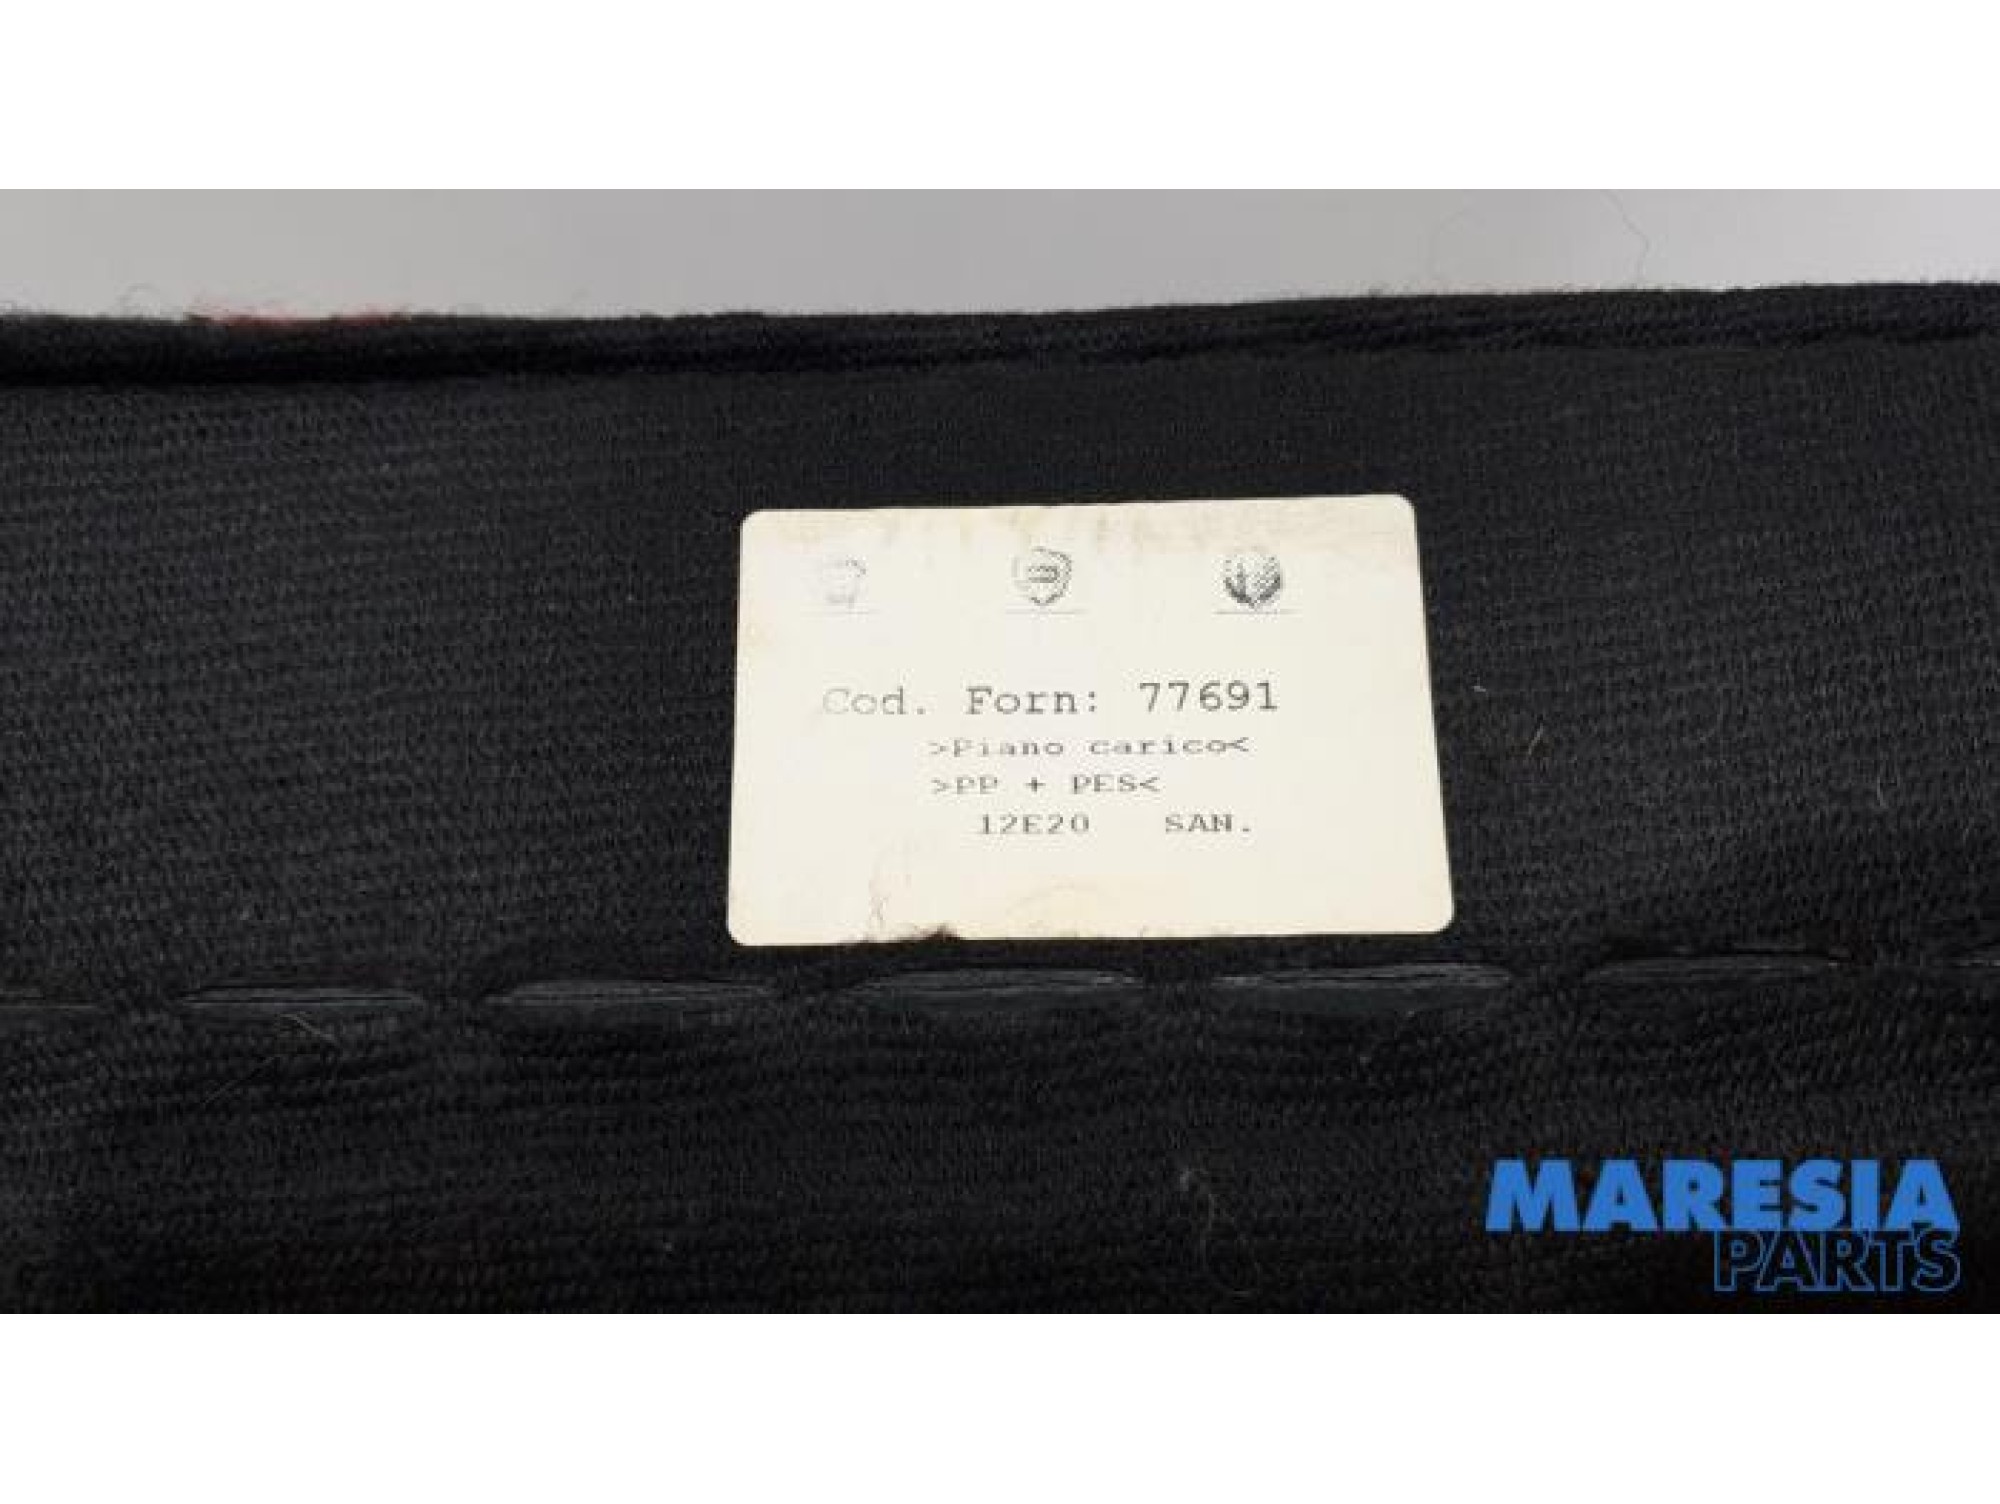 Cod. Forn: 77691
>Piano carico<
>PP + PES<
12E20 SAN.
MARESIA
PARTS